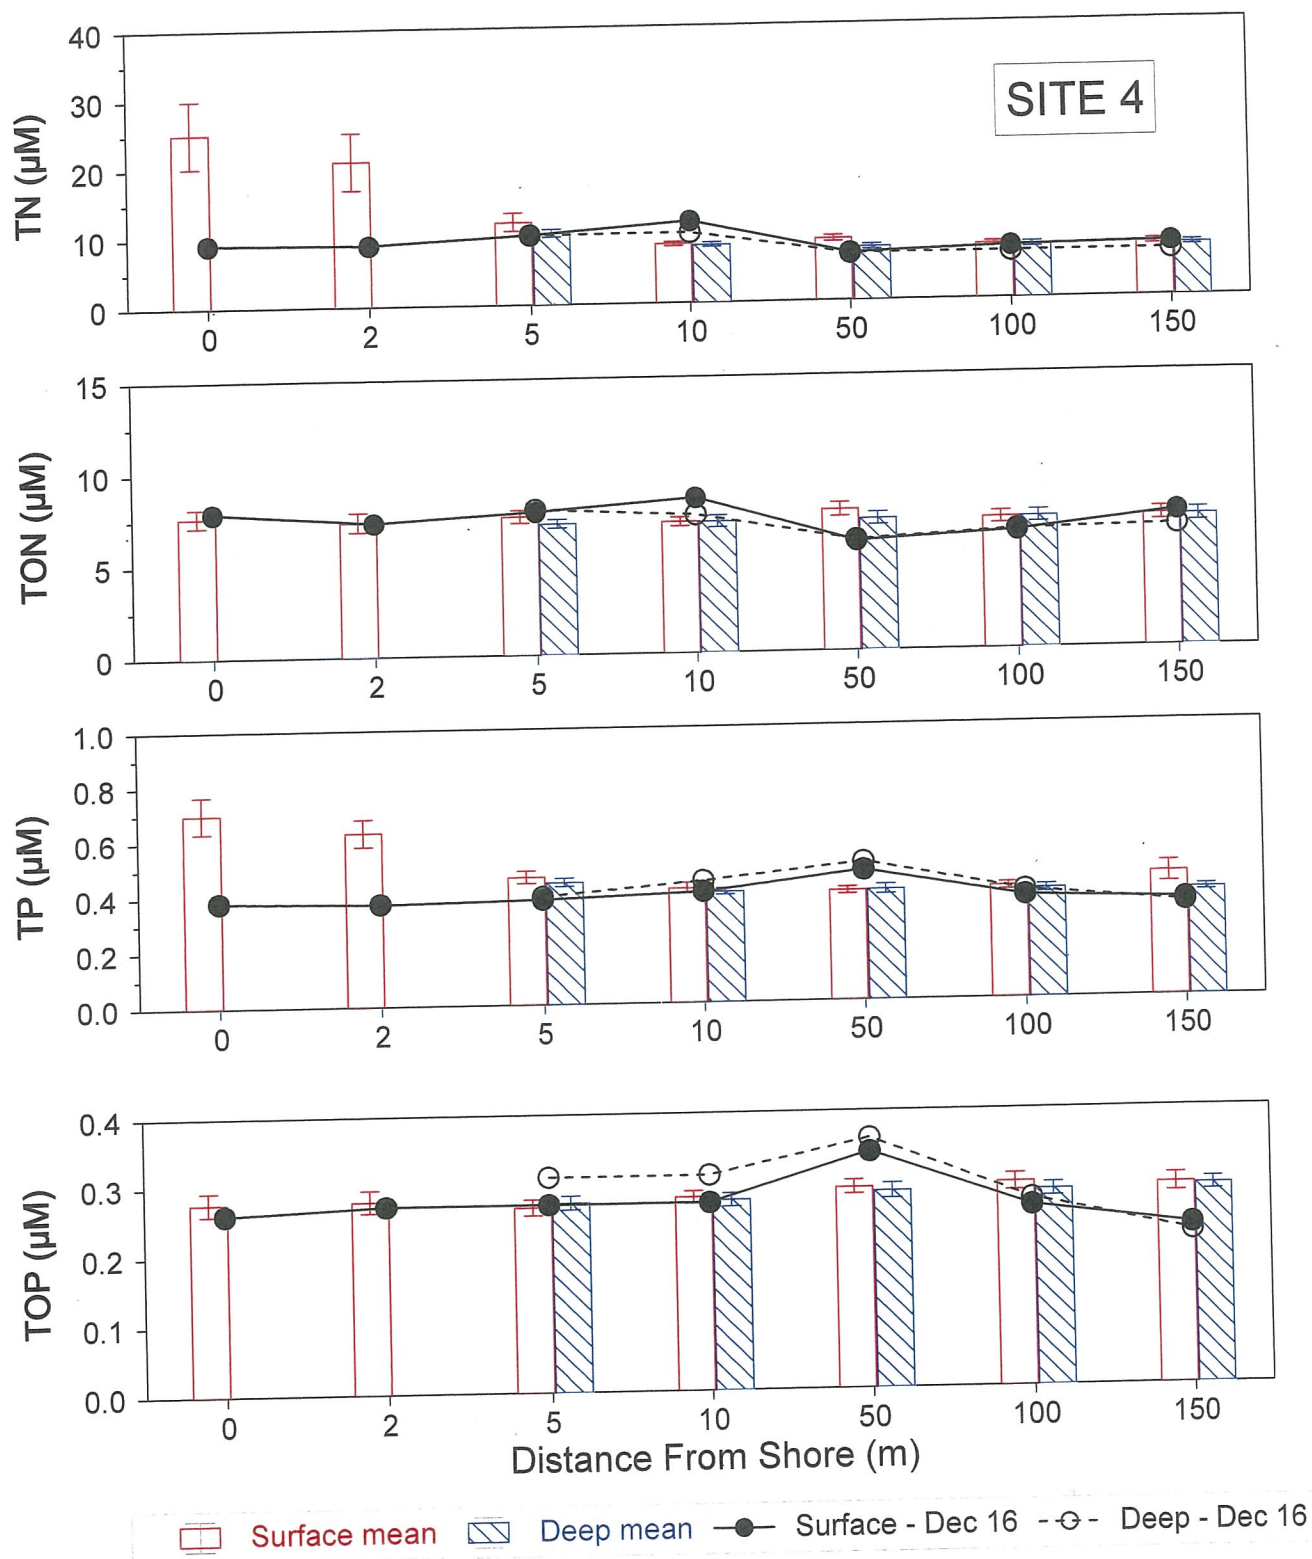 SITE 4
TN (µM)
40
30
20
10
0
0 2 5 10 50 100 150
TON (µM)
15
10
5
0
0 2 5 10 50 100 150
TP (µM)
1.0
0.8
0.6
0.4
0.2
0.0
0 2 5 10 50 100 150
TOP (µM)
0.4
0.3
0.2
0.1
0.0
0 2 5 10 50 100 150
Distance From Shore (m)
Surface mean Deep mean Surface - Dec 16 Deep - Dec 16